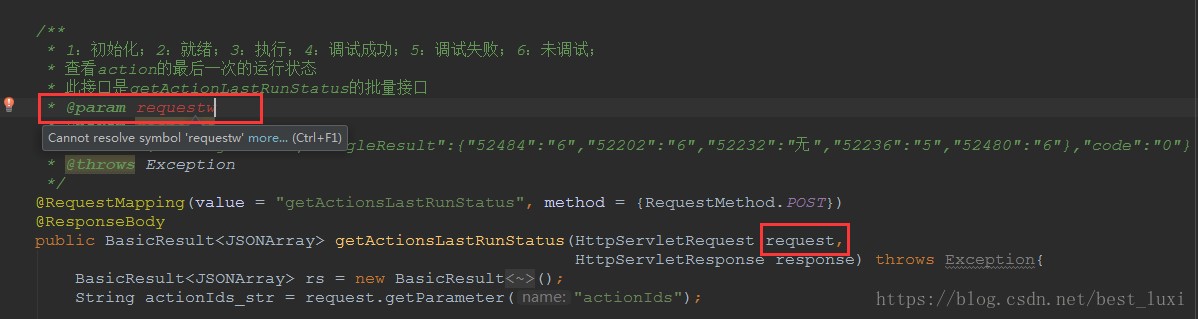 /**
* 1：初始化；2：就绪；3：执行；4：调试成功；5：调试失败；6：未调试；
* 查看action的最后一次的运行状态
* 此接口是getActionLastRunStatus的批量接口
* @param requestw
Cannot resolve symbol 'requestw' more... (Ctrl+F1)
gleResult":{"52484":"6","52202":"6","52232":"无","52236":"5","52480":"6"},"code":"0"}
* @throws Exception
*/
@RequestMapping(value = "getActionsLastRunStatus", method = {RequestMethod.POST})
@ResponseBody
public BasicResult<JSONArray> getActionsLastRunStatus(HttpServletRequest request,
HttpServletResponse response) throws Exception{
BasicResult<JSONArray> rs = new BasicResult<~>();
String actionIds_str = request.getParameter( name: "actionIds");
https://blog.csdn.net/best_luxi